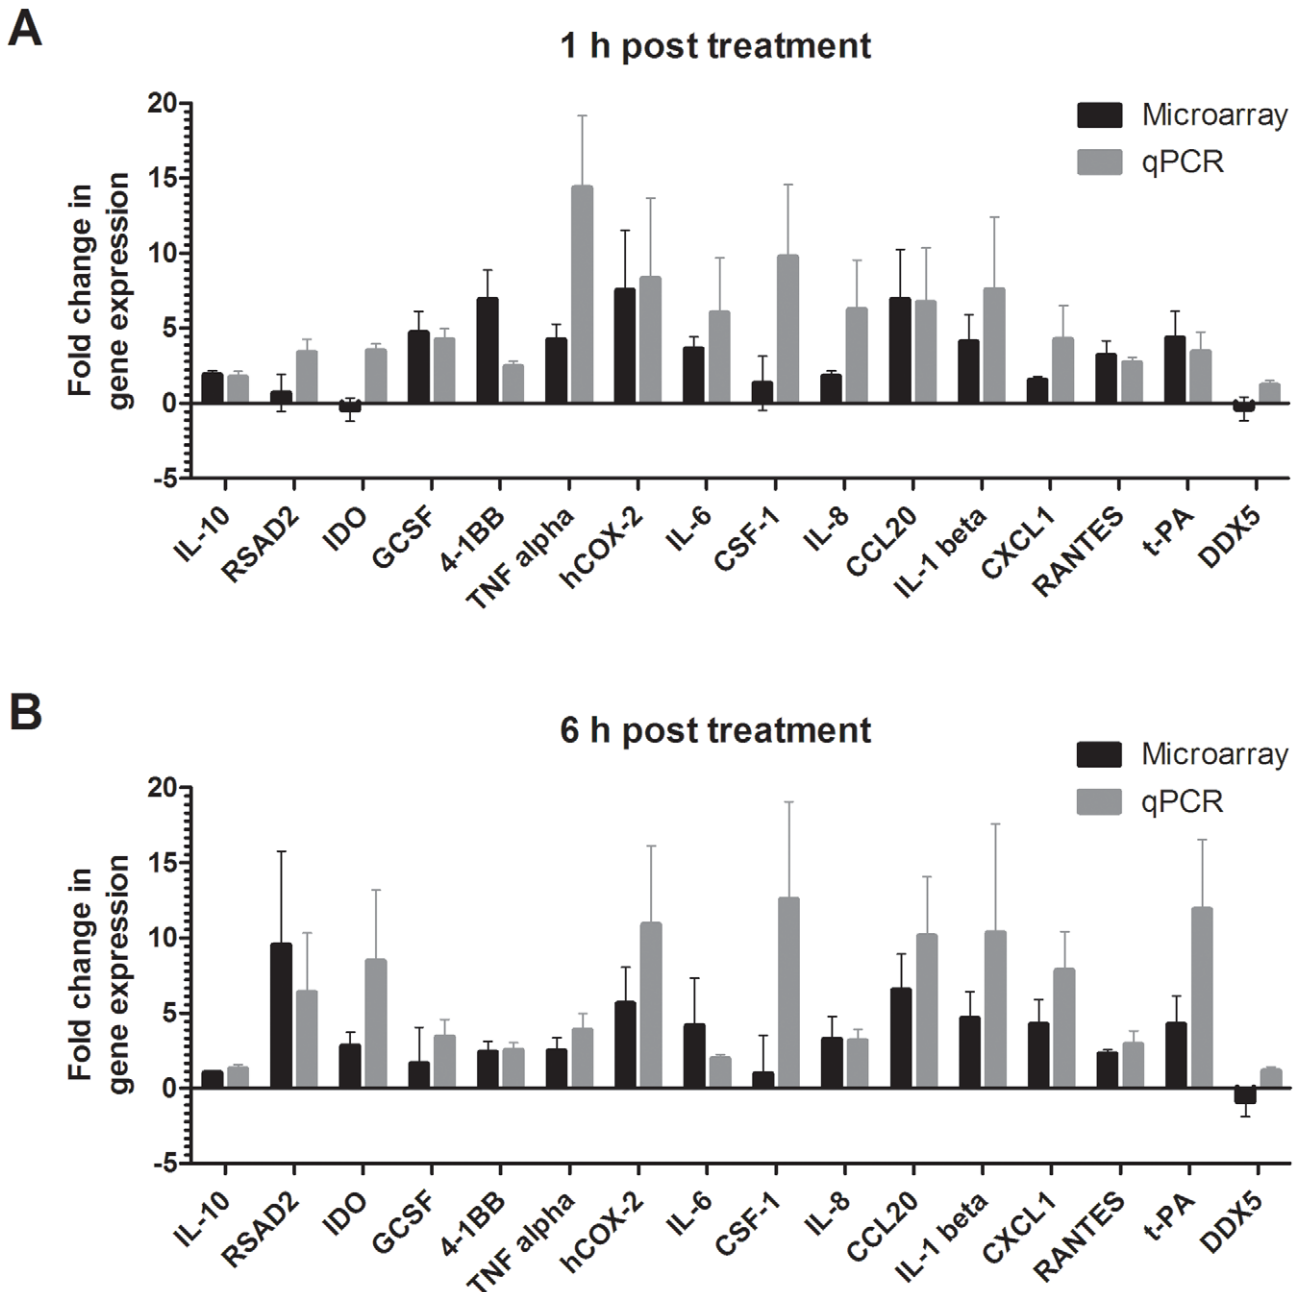 A
1 h post treatment
Microarray
qPCR
Fold change in
gene expression
20
15
10
5
0
-5
IL-10 RSAD2 IDO GCSF 4-1BB TNF alpha hCOX-2 IL-6 CSF-1 IL-8 CCL20 IL-1 beta CXCL1 RANTES t-PA DDX5
B
6 h post treatment
Microarray
qPCR
Fold change in
gene expression
20
15
10
5
0
-5
IL-10 RSAD2 IDO GCSF 4-1BB TNF alpha hCOX-2 IL-6 CSF-1 IL-8 CCL20 IL-1 beta CXCL1 RANTES t-PA DDX5